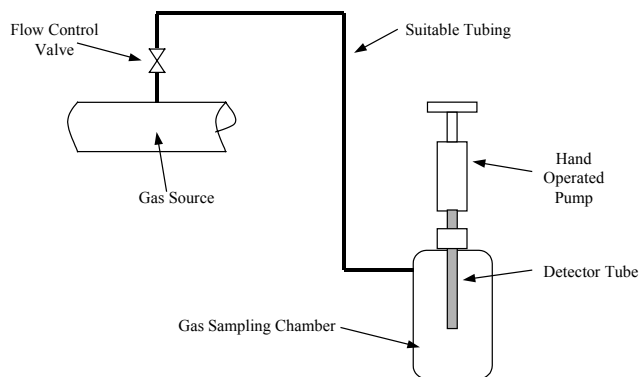 Flow Control
Valve
Suitable Tubing
Hand
Operated
Pump
Gas Source
Detector Tube
Gas Sampling Chamber